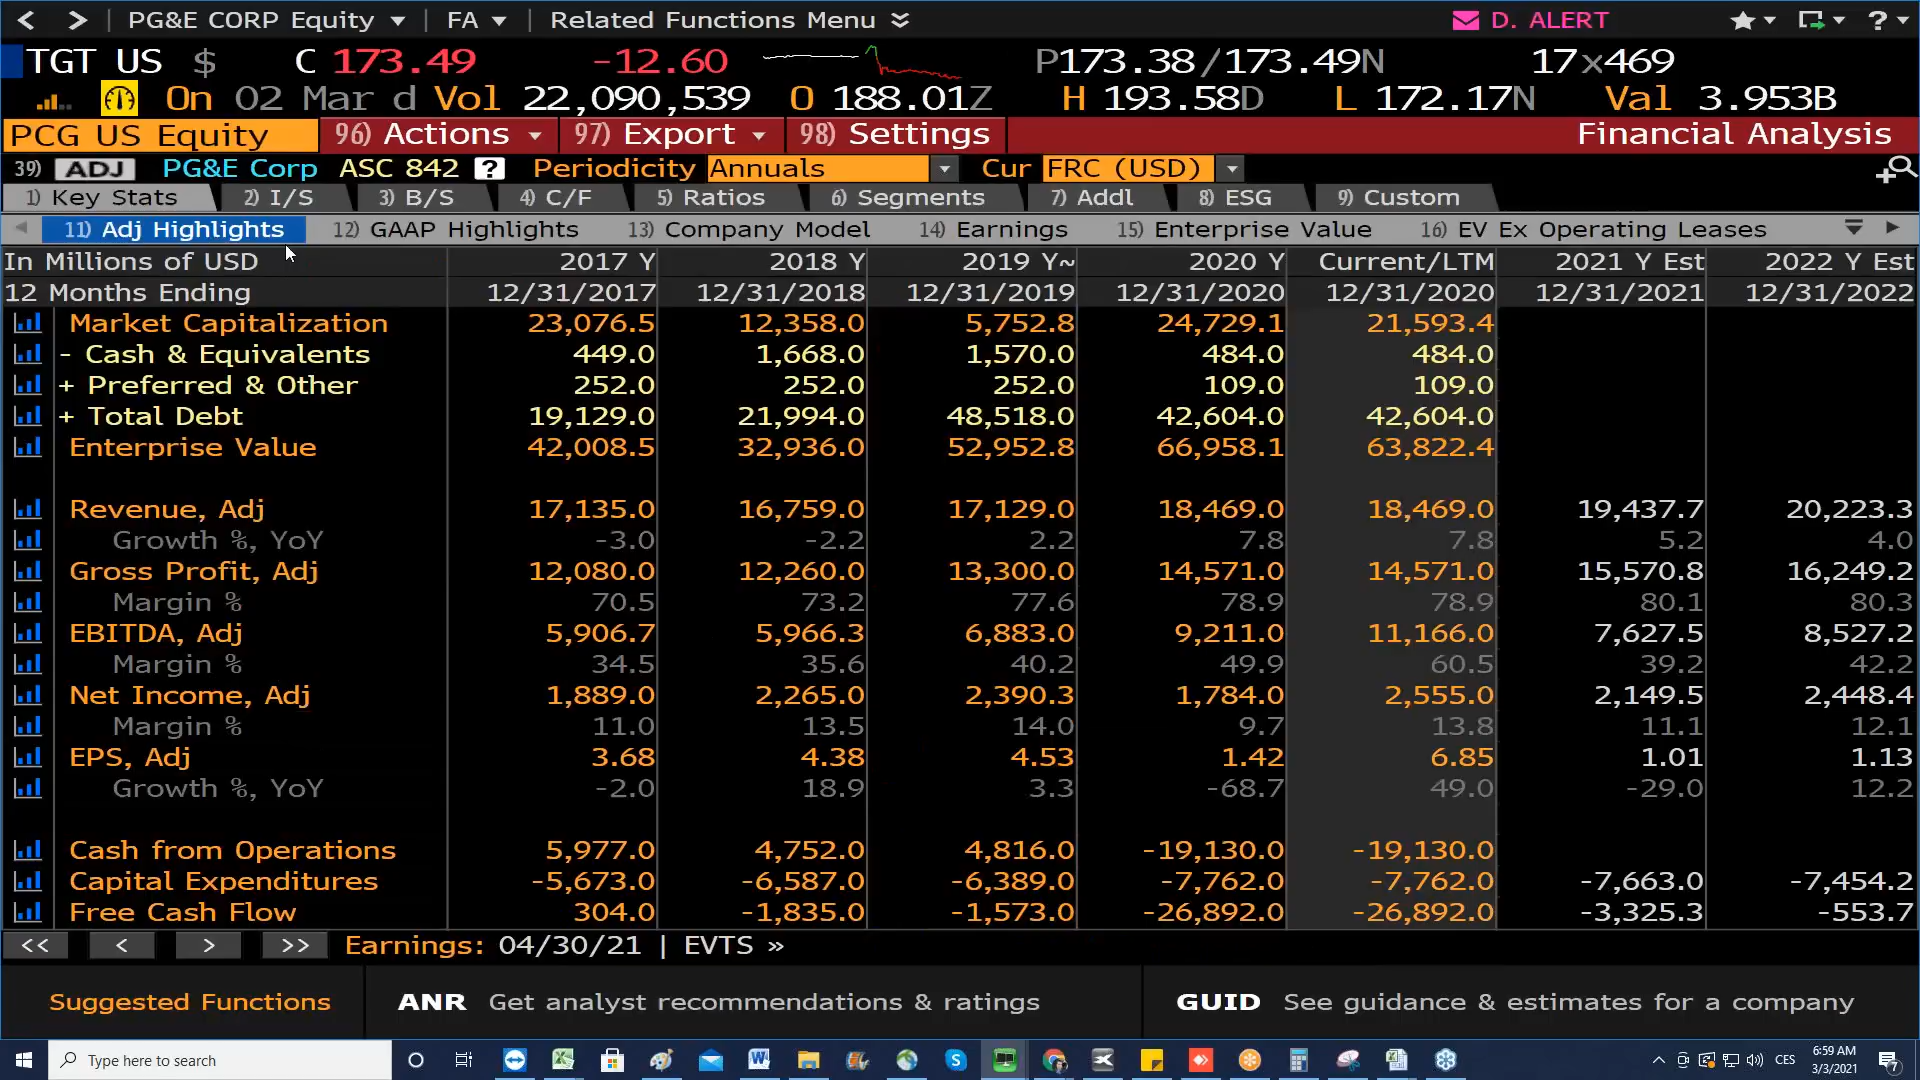 PG&E CORP Equity | FA | Related Functions Menu D. ALERT ?
TGT US $ C 173.49 -12.60 P173.38/173.49N 17x469
On 02 Mar d Vol 22,090,539 O 188.01Z H 193.58D L 172.17N Val 3.953B
PCG US Equity 96) Actions 97) Export 98) Settings Financial Analysis
39) ADJ PG&E Corp ASC 842 ? Periodicity Annuals Cur FRC (USD)
1) Key Stats 2) I/S 3) B/S 4) C/F 5) Ratios 6) Segments 7) Addl 8) ESG 9) Custom
11) Adj Highlights 12) GAAP Highlights 13) Company Model 14) Earnings 15) Enterprise Value 16) EV Ex Operating Leases
In Millions of USD 2017 Y 2018 Y 2019 Y~ 2020 Y Current/LTM 2021 Y Est 2022 Y Est
12 Months Ending 12/31/2017 12/31/2018 12/31/2019 12/31/2020 12/31/2020 12/31/2021 12/31/2022
Market Capitalization 23,076.5 12,358.0 5,752.8 24,729.1 21,593.4
- Cash & Equivalents 449.0 1,668.0 1,570.0 484.0 484.0
+ Preferred & Other 252.0 252.0 252.0 109.0 109.0
+ Total Debt 19,129.0 21,994.0 48,518.0 42,604.0 42,604.0
Enterprise Value 42,008.5 32,936.0 52,952.8 66,958.1 63,822.4
Revenue, Adj 17,135.0 16,759.0 17,129.0 18,469.0 18,469.0 19,437.7 20,223.3
Growth %, YoY -3.0 -2.2 2.2 7.8 7.8 5.2 4.0
Gross Profit, Adj 12,080.0 12,260.0 13,300.0 14,571.0 14,571.0 15,570.8 16,249.2
Margin % 70.5 73.2 77.6 78.9 78.9 80.1 80.3
EBITDA, Adj 5,906.7 5,966.3 6,883.0 9,211.0 11,166.0 7,627.5 8,527.2
Margin % 34.5 35.6 40.2 49.9 60.5 39.2 42.2
Net Income, Adj 1,889.0 2,265.0 2,390.3 1,784.0 2,555.0 2,149.5 2,448.4
Margin % 11.0 13.5 14.0 9.7 13.8 11.1 12.1
EPS, Adj 3.68 4.38 4.53 1.42 6.85 1.01 1.13
Growth %, YoY -2.0 18.9 3.3 -68.7 49.0 -29.0 12.2
Cash from Operations 5,977.0 4,752.0 4,816.0 -19,130.0 -19,130.0
Capital Expenditures -5,673.0 -6,587.0 -6,389.0 -7,762.0 -7,762.0 -7,663.0 -7,454.2
Free Cash Flow 304.0 -1,835.0 -1,573.0 -26,892.0 -26,892.0 -3,325.3 -553.7
<< < > >> Earnings: 04/30/21 | EVTS »
Suggested Functions ANR Get analyst recommendations & ratings GUID See guidance & estimates for a company
Type here to search CES 6:59 AM
3/3/2021 7